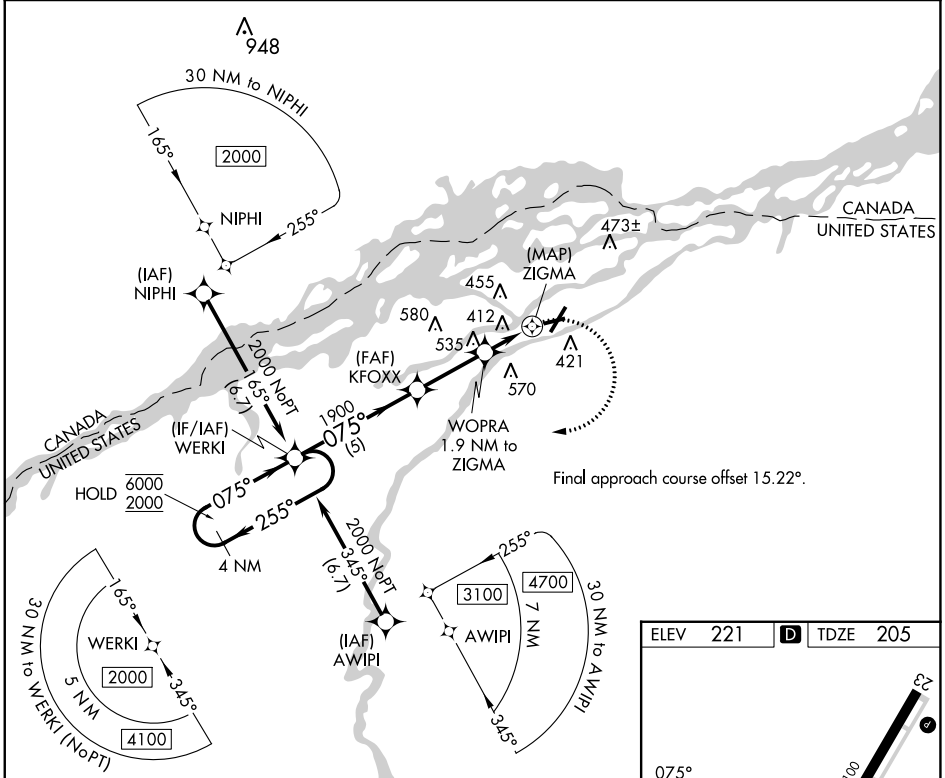 948
30 NM to NIPHI
165°
2000
NIPHI
255°
CANADA
UNITED STATES
473±
(MAP)
ZIGMA
(IAF)
NIPHI
455
580
412
535
421
570
2000 NoPT
165°
(6.7)
(FAF)
KFOXX
1900
075°
(5)
WOPRA
1.9 NM to
ZIGMA
CANADA
UNITED STATES
(IF/IAF)
WERKI
Final approach course offset 15.22°.
HOLD
6000
2000
075°
255°
4 NM
2000 NoPT
345°
(6.7)
(IAF)
AWIPI
165°
WERKI
2000
5 NM
345°
4100
30 NM to WERKI (NoPT)
255°
3100
4700
7 NM
AWIPI
345°
30 NM to AWIPI
ELEV 221 D TDZE 205
23
P
075°
100